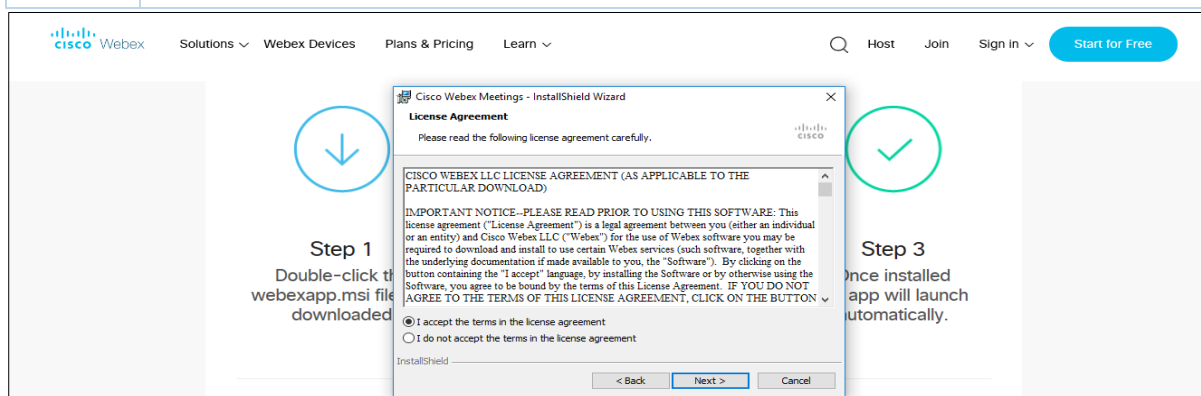 CISCO Webex Solutions Webex Devices Plans & Pricing Learn Host Join Sign in Start for Free
Cisco Webex Meetings - InstallShield Wizard
License Agreement
Please read the following license agreement carefully.
CISCO
CISCO WEBEX LLC LICENSE AGREEMENT (AS APPLICABLE TO THE
PARTICULAR DOWNLOAD)
IMPORTANT NOTICE--PLEASE READ PRIOR TO USING THIS SOFTWARE: This
license agreement ("License Agreement") is a legal agreement between you (either an individual
or an entity) and Cisco Webex LLC ("Webex") for the use of Webex software you may be
required to download and install to use certain Webex services (such software, together with
the underlying documentation if made available to you, the "Software"). By clicking on the
button containing the "I accept" language, by installing the Software or by otherwise using the
Software, you agree to be bound by the terms of this License Agreement. IF YOU DO NOT
AGREE TO THE TERMS OF THIS LICENSE AGREEMENT, CLICK ON THE BUTTON
I accept the terms in the license agreement
I do not accept the terms in the license agreement
InstallShield
< Back Next > Cancel
Step 1
Double-click
webexapp.msi
downloaded
Step 3
installed
app will launch